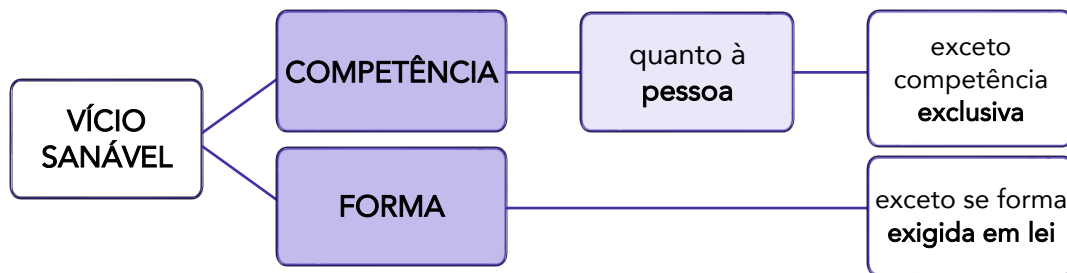 VÍCIO
SANÁVEL
COMPETÊNCIA
quanto à
pessoa
exceto
competência
exclusiva
FORMA
exceto se forma
exigida em lei